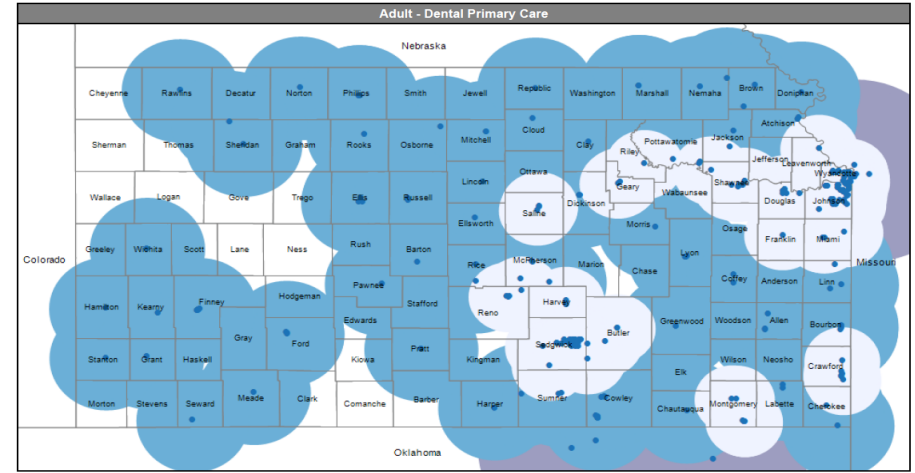 Adult - Dental Primary Care
Nebraska
Cheyenne Rawlins Decatur Norton Phillips Smith Jewell Republic Washington Marshall Nemaha Brown Doniphan
Sherman Thomas Sheridan Graham Rooks Osborne Mitchell Cloud Clay Riley Pottawatomie Jackson Atchison
Jefferson Leavenworth
Wallace Logan Gove Trego Ellis Russell Lincoln Ottawa Geary Wabaunsee Shawnee Wyandotte
Saline Dickinson Douglas Johnson
Greeley Wichita Scott Lane Ness Rush Barton Ellsworth Morris Osage Franklin Miami
Colorado Missouri
Rice McPherson Marion Chase Lyon Coffey Anderson Linn
Hamilton Kearny Finney Hodgeman Pawnee Stafford Reno Harvey
Gray Ford Edwards Sedgwick Butler Greenwood Woodson Allen Bourbon
Stanton Grant Haskell Kiowa Pratt Kingman Elk Wilson Neosho Crawford
Morton Stevens Seward Meade Clark Comanche Barber Harper Sumner Cowley Chautauqua Montgomery Labette Cherokee
Oklahoma